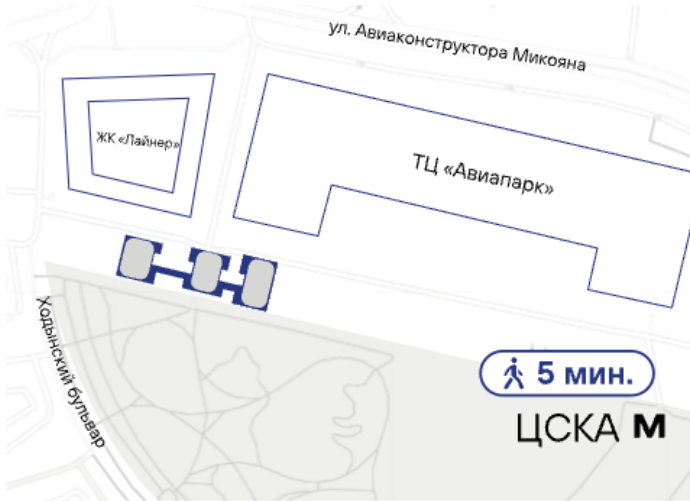 ул. Авиаконструктора Микояна
ЖК «Лайнер»
ТЦ «Авиапарк»
Ходынский бульвар
5 мин.
ЦСКА М